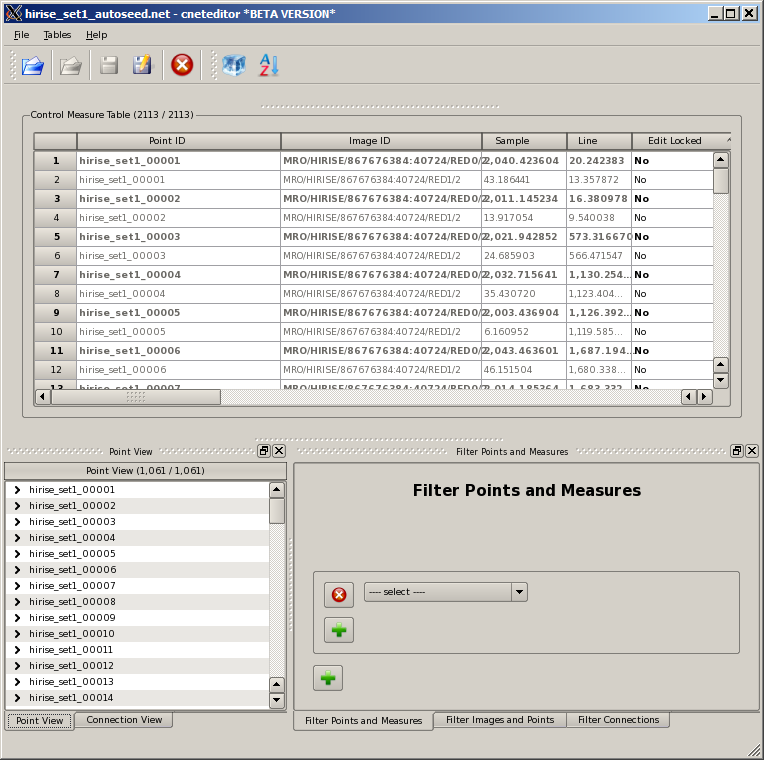 hirise_set1_autoseed.net - cneteditor *BETA VERSION*
File Tables Help
Control Measure Table (2113 / 2113)
Point ID Image ID Sample Line Edit Locked
1 hirise_set1_00001 MRO/HIRISE/867676384:40724/RED0/2 2,040.423604 20.242383 No
2 hirise_set1_00001 MRO/HIRISE/867676384:40724/RED1/2 43.186441 13.357872 No
3 hirise_set1_00002 MRO/HIRISE/867676384:40724/RED0/2 2,011.145234 16.380978 No
4 hirise_set1_00002 MRO/HIRISE/867676384:40724/RED1/2 13.917054 9.540038 No
5 hirise_set1_00003 MRO/HIRISE/867676384:40724/RED0/2 2,021.942852 573.316670 No
6 hirise_set1_00003 MRO/HIRISE/867676384:40724/RED1/2 24.685903 566.471547 No
7 hirise_set1_00004 MRO/HIRISE/867676384:40724/RED0/2 2,032.715641 1,130.254... No
8 hirise_set1_00004 MRO/HIRISE/867676384:40724/RED1/2 35.430720 1,123.404... No
9 hirise_set1_00005 MRO/HIRISE/867676384:40724/RED0/2 2,003.436904 1,126.392... No
10 hirise_set1_00005 MRO/HIRISE/867676384:40724/RED1/2 6.160952 1,119.585... No
11 hirise_set1_00006 MRO/HIRISE/867676384:40724/RED0/2 2,043.463601 1,687.194... No
12 hirise_set1_00006 MRO/HIRISE/867676384:40724/RED1/2 46.151504 1,680.338... No
13 hirise_set1_00007 MRO/HIRISE/867676384:40724/RED0/2 2,014.185364 1,683.332... No
Point View
Point View (1,061 / 1,061)
hirise_set1_00001
hirise_set1_00002
hirise_set1_00003
hirise_set1_00004
hirise_set1_00005
hirise_set1_00006
hirise_set1_00007
hirise_set1_00008
hirise_set1_00009
hirise_set1_00010
hirise_set1_00011
hirise_set1_00012
hirise_set1_00013
hirise_set1_00014
Point View Connection View
Filter Points and Measures
Filter Points and Measures
---- select ----
Filter Points and Measures Filter Images and Points Filter Connections